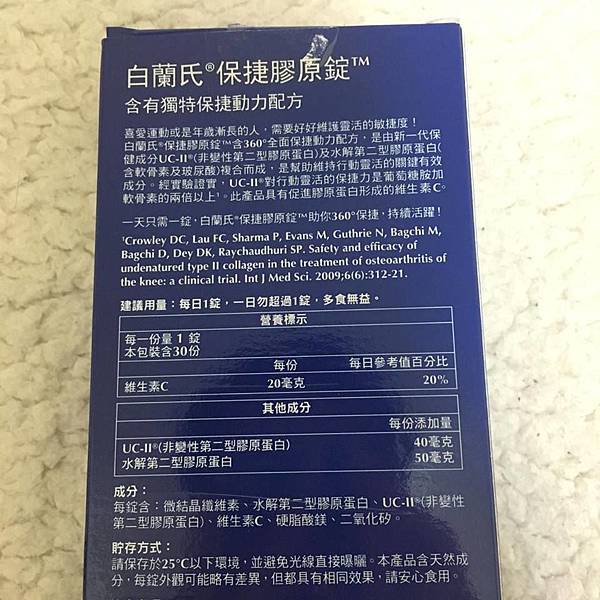 白蘭氏®保捷膠原錠™
含有獨特保捷動力配方
喜愛運動或是年歲漸長的人，需要好好維護靈活的敏捷度！
白蘭氏®保捷膠原錠™含360°全面保捷動力配方，是由新一代保
健成分UC-II®(非變性第二型膠原蛋白)及水解第二型膠原蛋白(
含軟骨素及玻尿酸)複合而成，是幫助維持行動靈活的關鍵有效
成分。經實驗證實，UC-II®對行動靈活的保捷力是葡萄糖胺加
軟骨素的兩倍以上¹。此產品具有促進膠原蛋白形成的維生素C。
一天只需一錠，白蘭氏®保捷膠原錠™助你360°保捷，持續活躍！
¹Crowley DC, Lau FC, Sharma P, Evans M, Guthrie N, Bagchi M,
Bagchi D, Dey DK, Raychaudhuri SP. Safety and efficacy of
undenatured type II collagen in the treatment of osteoarthritis of
the knee: a clinical trial. Int J Med Sci. 2009;6(6):312-21.
建議用量：每日1錠，一日勿超過1錠，多食無益。
營養標示
每一份量 1 錠
本包裝含30份
每份 每日參考值百分比
維生素C 20毫克 20%
其他成分
每份添加量
UC-II®(非變性第二型膠原蛋白) 40毫克
水解第二型膠原蛋白 50毫克
成分：
每錠含：微結晶纖維素、水解第二型膠原蛋白、UC-II®(非變性
第二型膠原蛋白)、維生素C、硬脂酸鎂、二氧化矽。
貯存方式：
請保存於25°C以下環境，並避免光線直接曝曬。本產品含天然成
分，每錠外觀可能略有差異，但都具有相同效果，請安心食用。